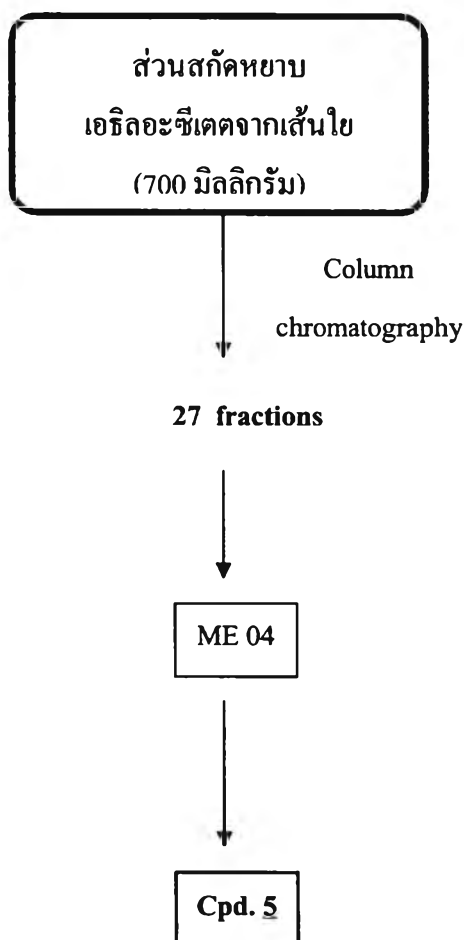 ส่วนสกัดหยาบ
เอธิลอะซีเตตจากเส้นใย
(700 มิลลิกรัม)
Column
chromatography
27 fractions
ME 04
Cpd. 5